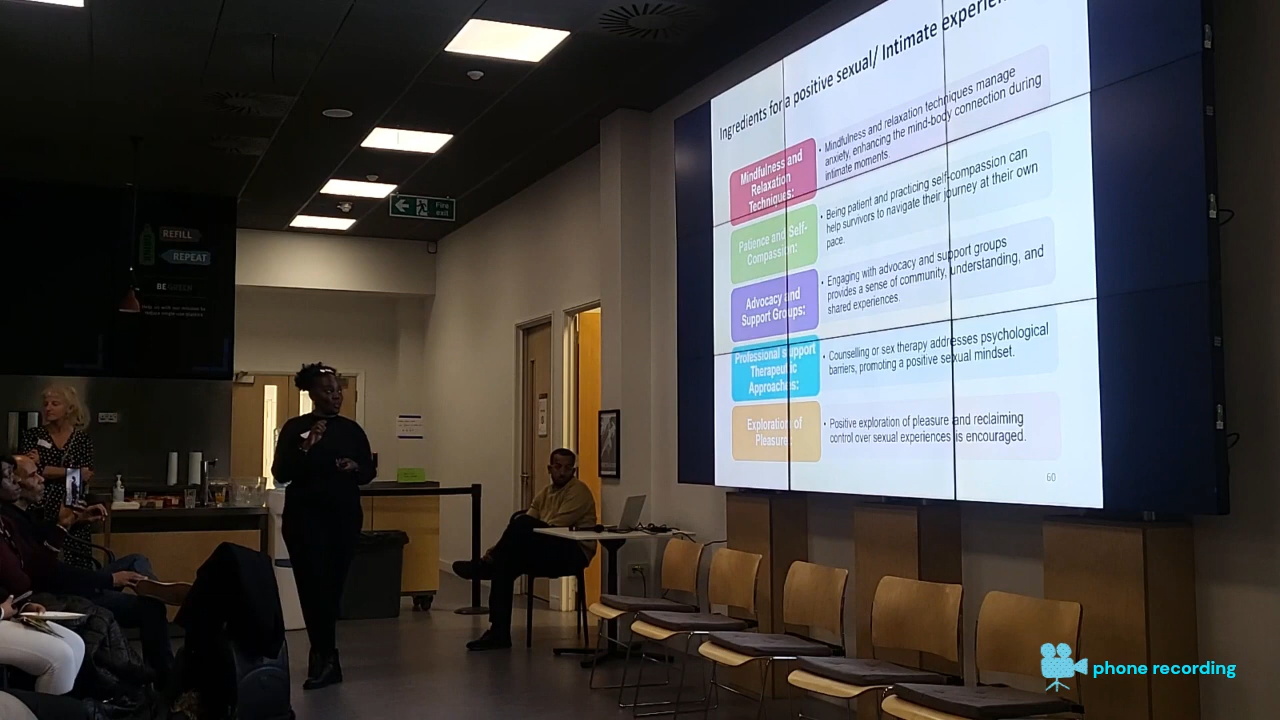 Ingredients for a positive sexual/ Intimate experien
Mindfulness and
Relaxation
Techniques:
• Mindfulness and relaxation techniques manage
anxiety, enhancing the mind-body connection during
intimate moments
Patience and Self-
Compassion:
• Being patient and practicing self-compassion can
help survivors to navigate their journey at their own
pace.
Advocacy and
Support Groups:
• Engaging with advocacy and support groups
provides a sense of community, understanding, and
shared experiences.
Professional support
Therapeutic
Approaches:
• Counselling or sex therapy addresses psychological
barriers, promoting a positive sexual mindset.
Exploration of
Pleasure:
• Positive exploration of pleasure and reclaiming
control over sexual experiences is encouraged.
60
Fire
exit
REFILL
REPEAT
BE GREEN
phone recording